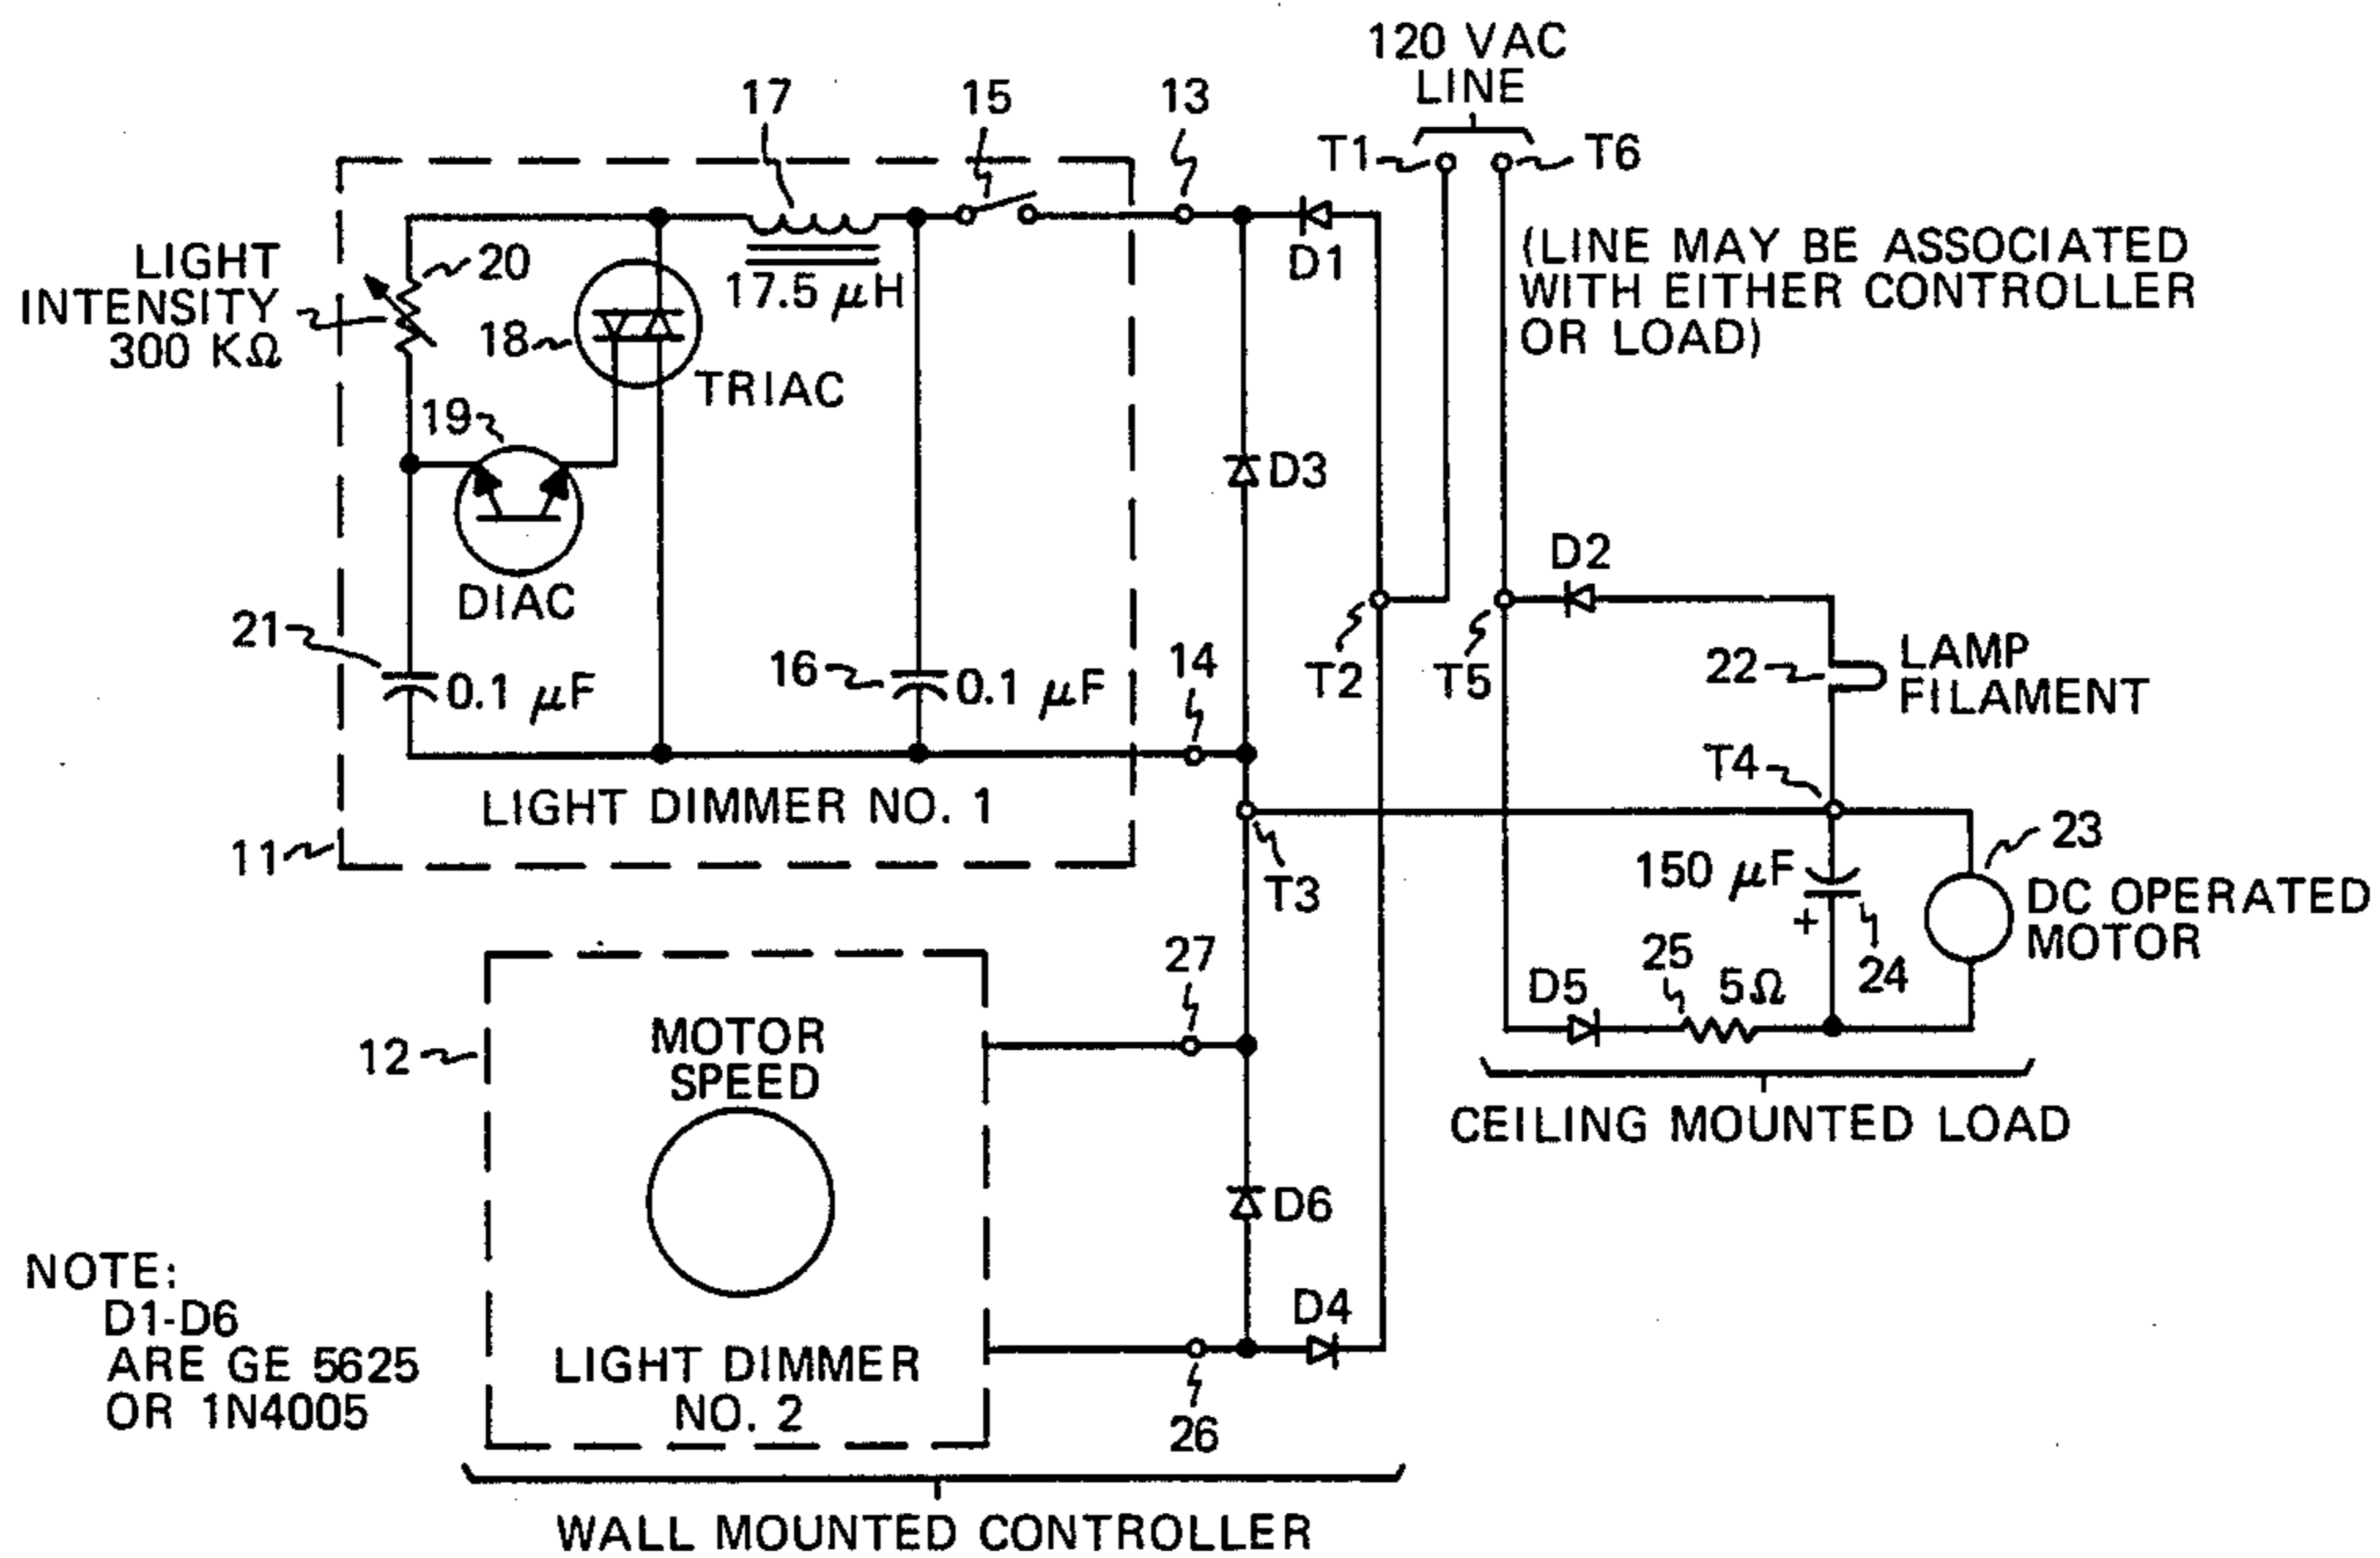 120 VAC
LINE
17
15
13
T1
T6
LIGHT
INTENSITY
300 KΩ
20
17.5 μH
D1
(LINE MAY BE ASSOCIATED
WITH EITHER CONTROLLER
OR LOAD)
18
TRIAC
19
D3
DIAC
D2
21
0.1 μF
16
0.1 μF
14
T2
T5
22
LAMP
FILAMENT
T4
LIGHT DIMMER NO. 1
11
T3
150 μF
+
23
DC OPERATED
MOTOR
24
27
25
D5
5Ω
12
MOTOR
SPEED
CEILING MOUNTED LOAD
D6
NOTE:
D1-D6
ARE GE 5625
OR 1N4005
D4
LIGHT DIMMER
NO. 2
26
WALL MOUNTED CONTROLLER